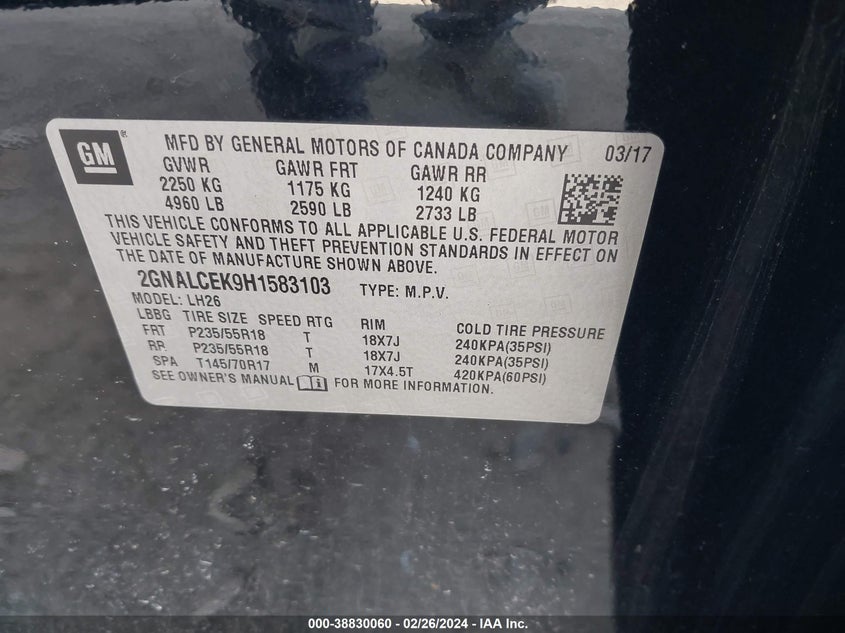 GM
MFD BY GENERAL MOTORS OF CANADA COMPANY 03/17
GVWR GAWR FRT GAWR RR
2250 KG 1175 KG 1240 KG
4960 LB 2590 LB 2733 LB
THIS VEHICLE CONFORMS TO ALL APPLICABLE U.S. FEDERAL MOTOR
VEHICLE SAFETY AND THEFT PREVENTION STANDARDS IN EFFECT ON
THE DATE OF MANUFACTURE SHOWN ABOVE.
2GNALCEK9H1583103 TYPE: M.P.V.
MODEL: LH26
LBBG TIRE SIZE SPEED RTG RIM COLD TIRE PRESSURE
FRT P235/55R18 T 18X7J 240KPA(35PSI)
RR P235/55R18 T 18X7J 240KPA(35PSI)
SPA T145/70R17 M 17X4.5T 420KPA(60PSI)
SEE OWNER'S MANUAL FOR MORE INFORMATION.
000-38830060 - 02/26/2024 - IAA Inc.